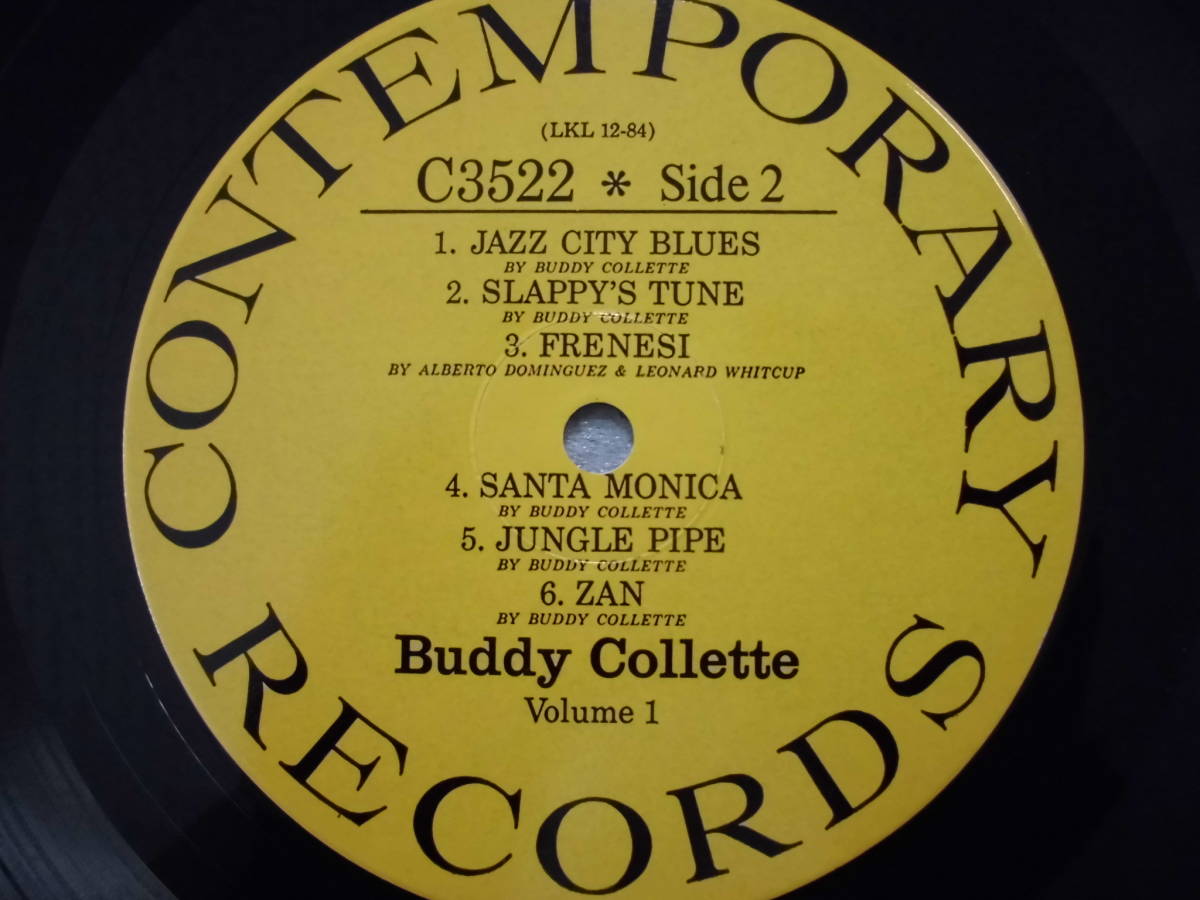 CONTEMPORARY
(LKL 12-84)
C3522 * Side 2
1. JAZZ CITY BLUES
BY BUDDY COLLETTE
2. SLAPPY'S TUNE
BY BUDDY COLLETTE
3. FRENESI
BY ALBERTO DOMINGUEZ & LEONARD WHITCUP
4. SANTA MONICA
BY BUDDY COLLETTE
5. JUNGLE PIPE
BY BUDDY COLLETTE
6. ZAN
BY BUDDY COLLETTE
Buddy Collette
Volume 1
RECORDS